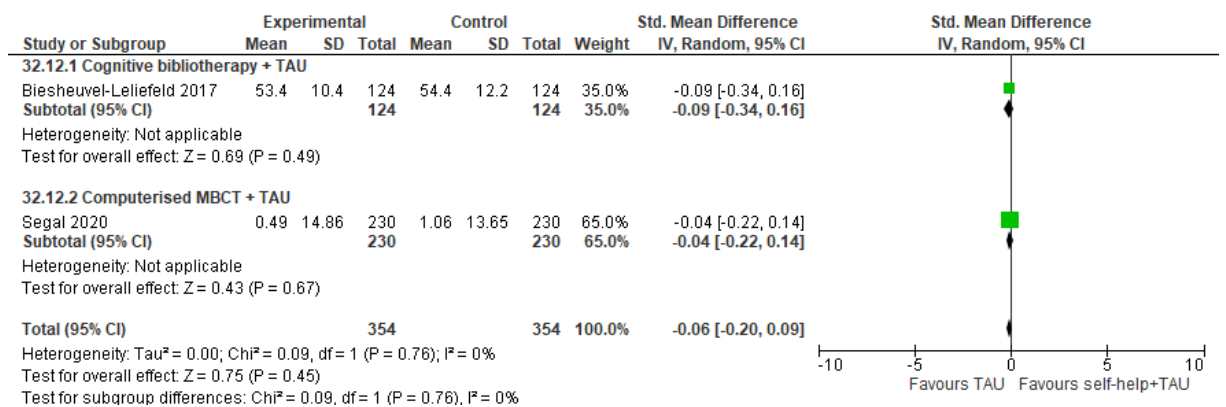 Experimental Control Std. Mean Difference Std. Mean Difference
Study or Subgroup Mean SD Total Mean SD Total Weight IV, Random, 95% CI IV, Random, 95% CI
32.12.1 Cognitive bibliotherapy + TAU
Biesheuvel-Leliefeld 2017 53.4 10.4 124 54.4 12.2 124 35.0% -0.09 [-0.34, 0.16]
Subtotal (95% CI) 124 124 35.0% -0.09 [-0.34, 0.16]
Heterogeneity: Not applicable
Test for overall effect: Z = 0.69 (P = 0.49)
32.12.2 Computerised MBCT + TAU
Segal 2020 0.49 14.86 230 1.06 13.65 230 65.0% -0.04 [-0.22, 0.14]
Subtotal (95% CI) 230 230 65.0% -0.04 [-0.22, 0.14]
Heterogeneity: Not applicable
Test for overall effect: Z = 0.43 (P = 0.67)
Total (95% CI) 354 354 100.0% -0.06 [-0.20, 0.09]
Heterogeneity: Tau² = 0.00; Chi² = 0.09, df = 1 (P = 0.76); I² = 0%
Test for overall effect: Z = 0.75 (P = 0.45)
Test for subgroup differences: Chi² = 0.09, df = 1 (P = 0.76), I² = 0%
-10 -5 0 5 10
Favours TAU Favours self-help+TAU